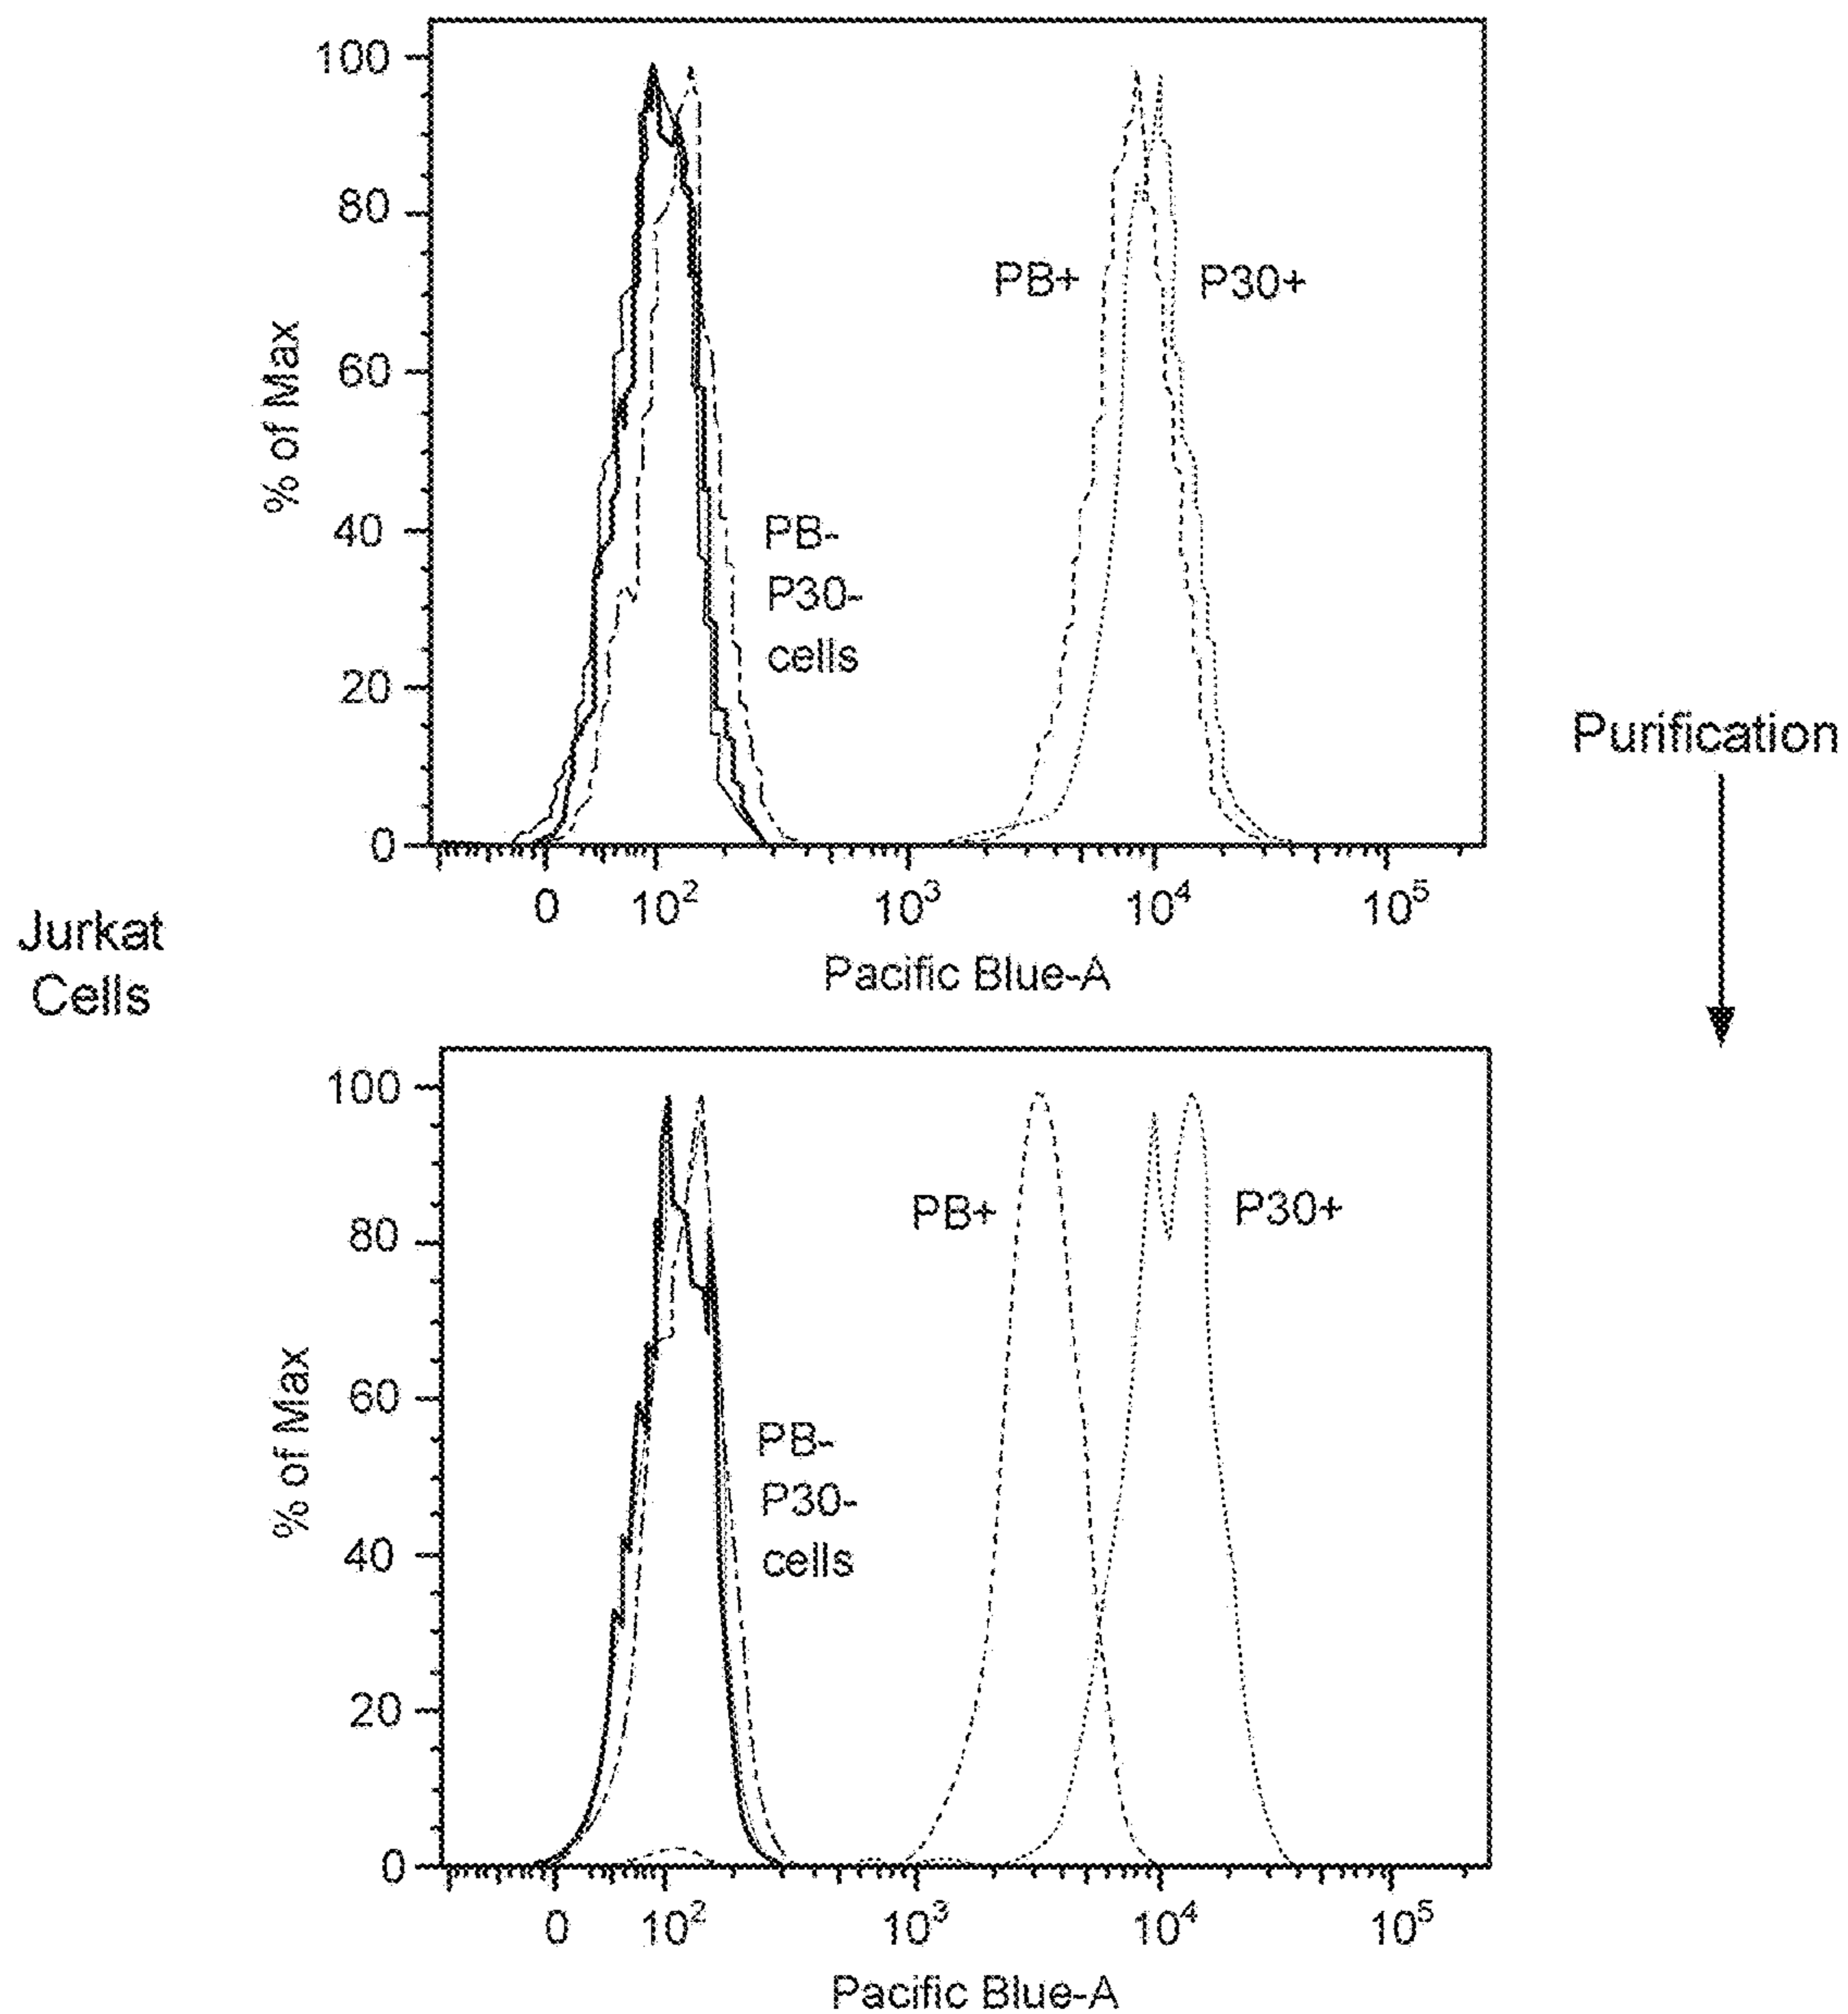 100
80
60
40
20
0
% of Max
PB+
P30+
PB-
P30-
cells
0 10² 10³ 10⁴ 10⁵
Pacific Blue-A
Purification
Jurkat
Cells
100
80
60
40
20
0
% of Max
PB+
P30+
PB-
P30-
cells
0 10² 10³ 10⁴ 10⁵
Pacific Blue-A